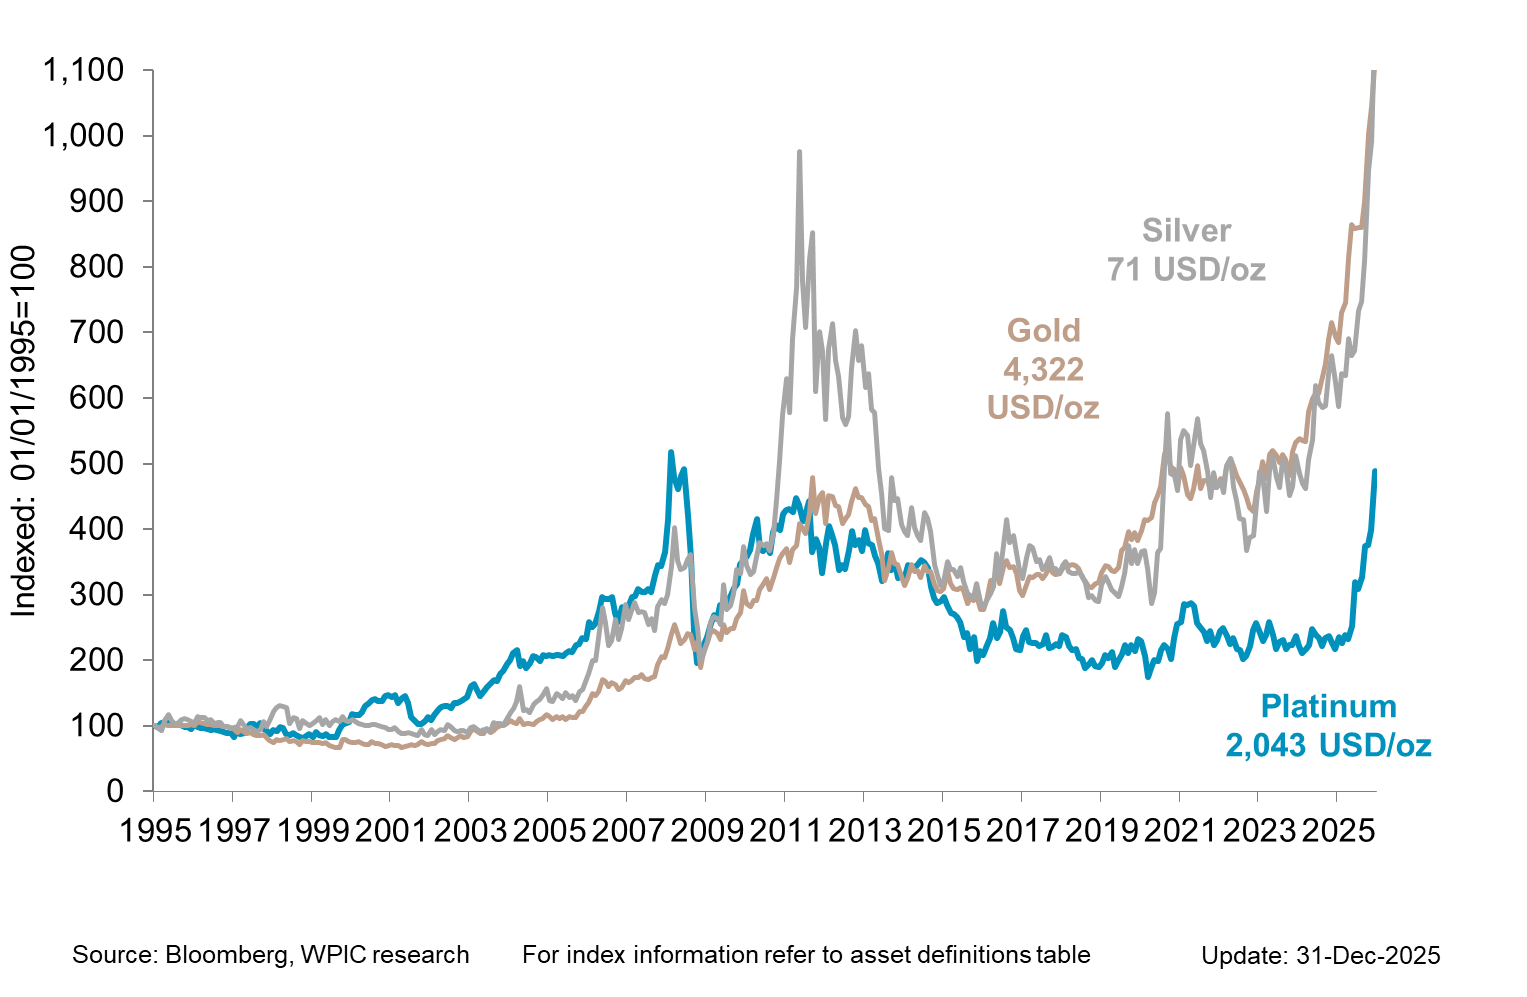 Indexed: 01/01/1995=100
1,100
1,000
900
800
700
600
500
400
300
200
100
0
Silver
71 USD/oz
Gold
4,322
USD/oz
Platinum
2,043 USD/oz
1995 1997 1999 2001 2003 2005 2007 2009 2011 2013 2015 2017 2019 2021 2023 2025
Source: Bloomberg, WPIC research For index information refer to asset definitions table Update: 31-Dec-2025